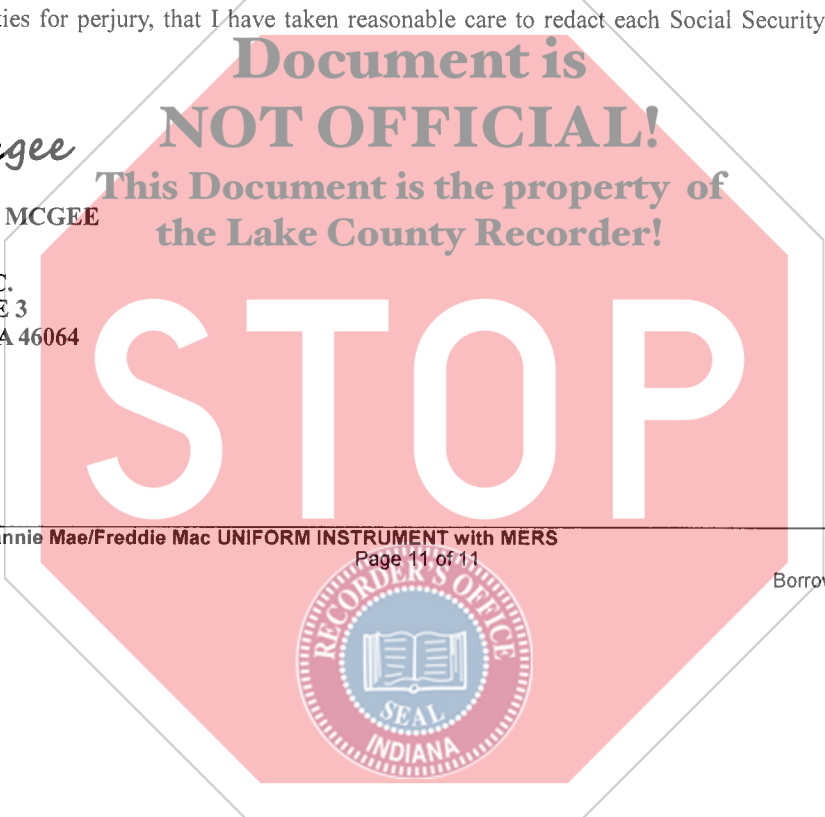 ties for perjury, that I have taken reasonable care to redact each Social Security
Document is
NOT OFFICIAL!
gee
This Document is the property of
MCGEE
the Lake County Recorder!
C.
E 3
A 46064
STOP
nnie Mae/Freddie Mac UNIFORM INSTRUMENT with MERS
Page 11 of 11
Borrow
RECORDER'S OFFICE
SEAL
INDIANA